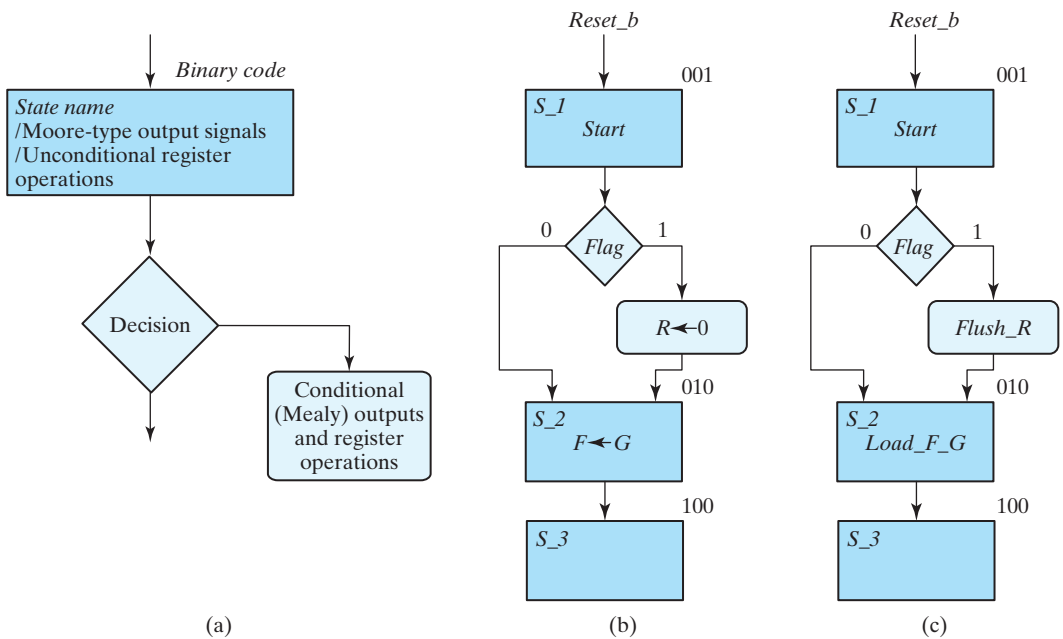 Binary code
State name
/Moore-type output signals
/Unconditional register
operations
Decision
Conditional
(Mealy) outputs
and register
operations
(a)
Reset_b
001
S_1
Start
0
Flag
1
R←0
010
S_2
F←G
100
S_3
(b)
Reset_b
001
S_1
Start
0
Flag
1
Flush_R
010
S_2
Load_F_G
100
S_3
(c)